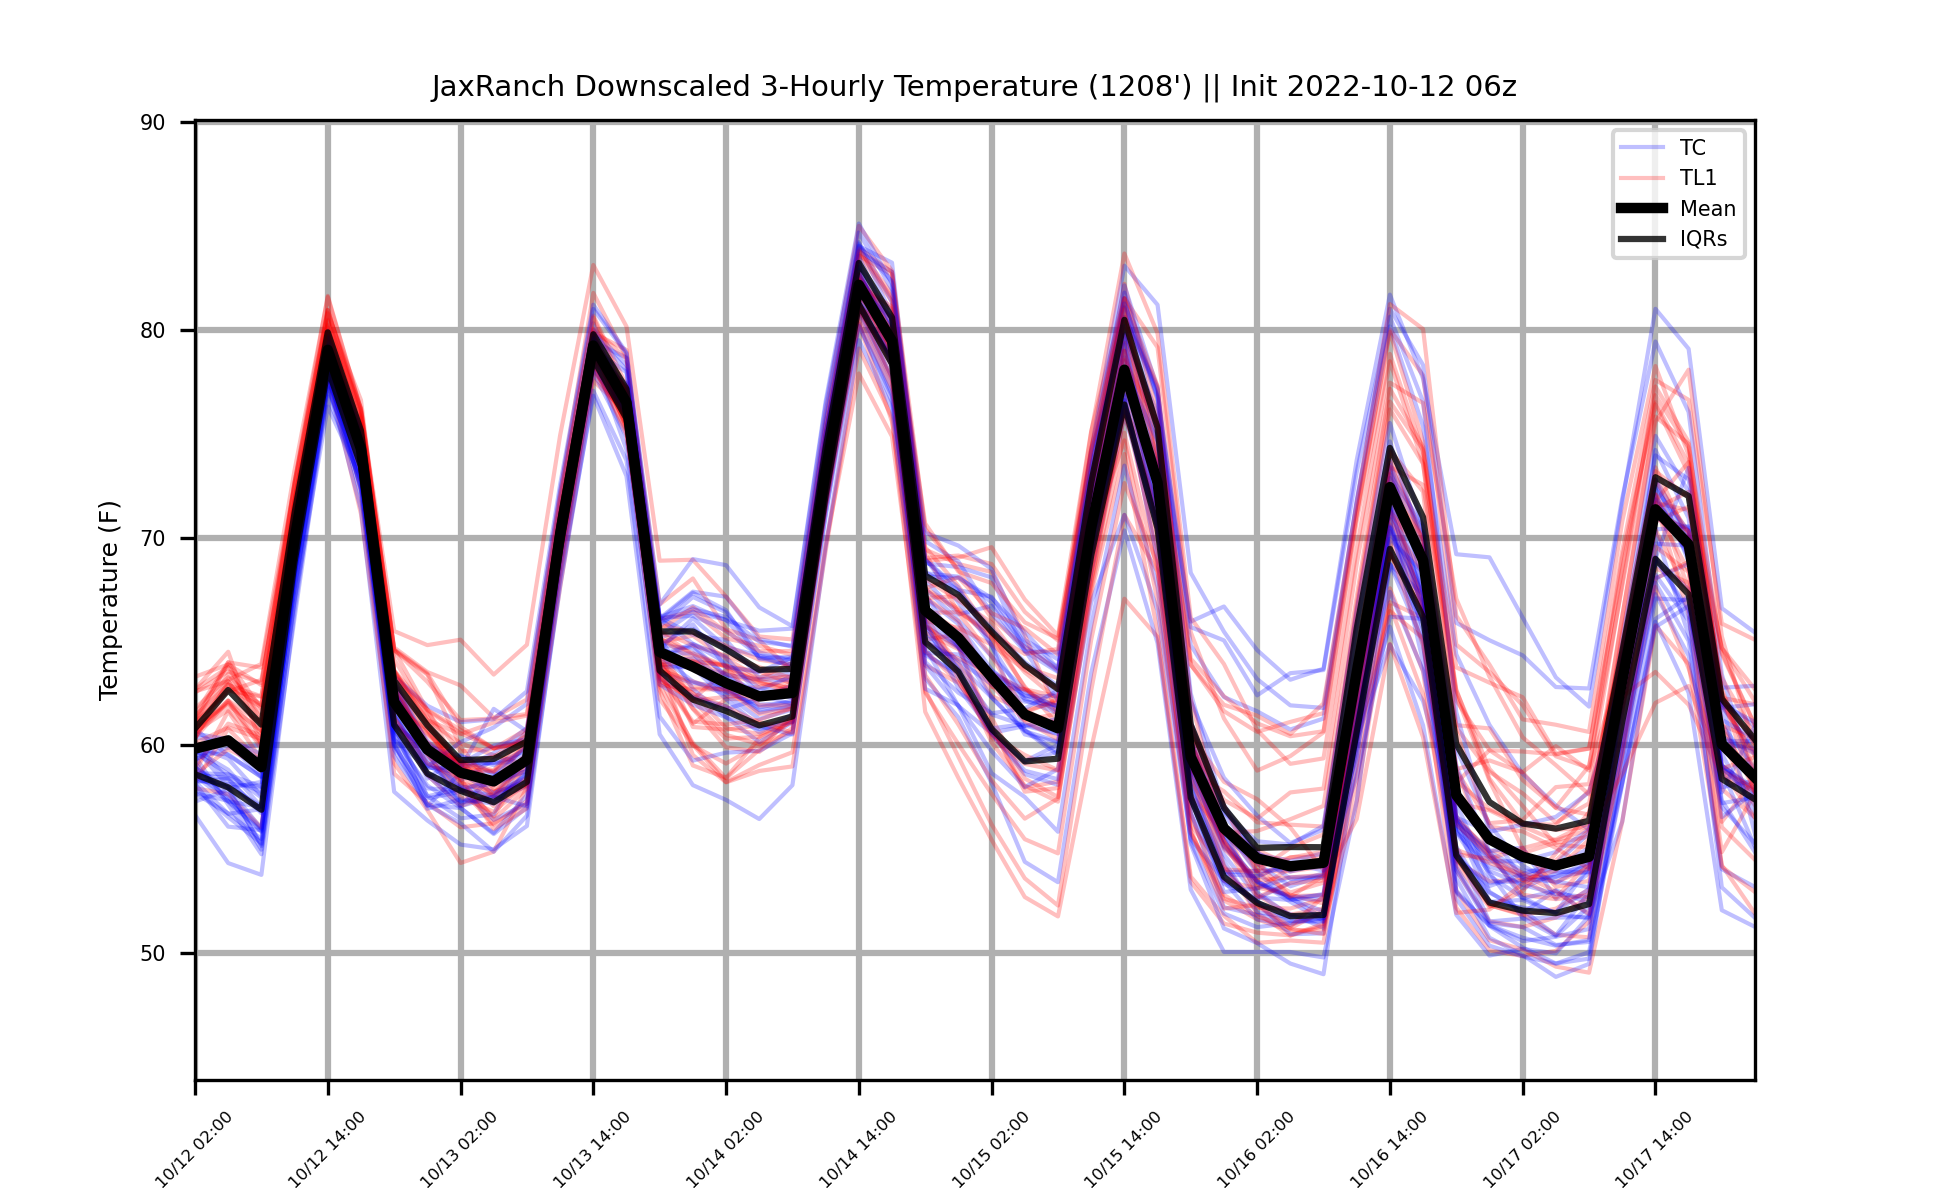 JaxRanch Downscaled 3-Hourly Temperature (1208') || Init 2022-10-12 06z
TC
TL1
Mean
IQRs
Temperature (F)
90
80
70
60
50
10/12 02:00
10/12 14:00
10/13 02:00
10/13 14:00
10/14 02:00
10/14 14:00
10/15 02:00
10/15 14:00
10/16 02:00
10/16 14:00
10/17 02:00
10/17 14:00